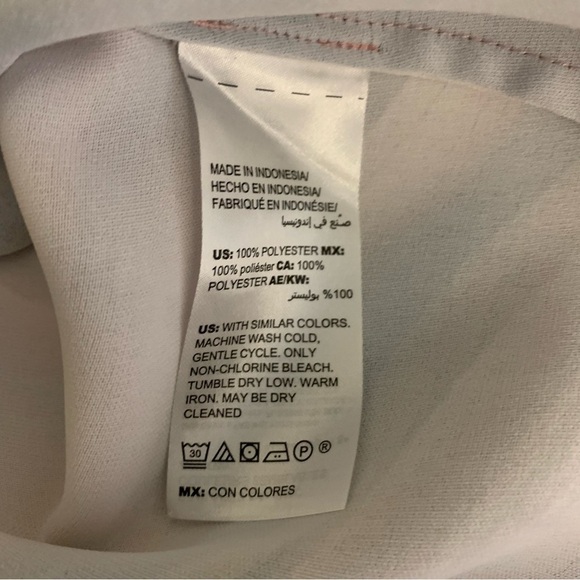 MADE IN INDONESIA/
HECHO EN INDONESIA/
FABRIQUÉ EN INDONÉSIE/
صنع في إندونيسيا
US: 100% POLYESTER MX:
100% poliéster CA: 100%
POLYESTER AE/KW:
100% بوليستر
US: WITH SIMILAR COLORS.
MACHINE WASH COLD,
GENTLE CYCLE. ONLY
NON-CHLORINE BLEACH.
TUMBLE DRY LOW. WARM
IRON. MAY BE DRY
CLEANED
30 P ®
MX: CON COLORES